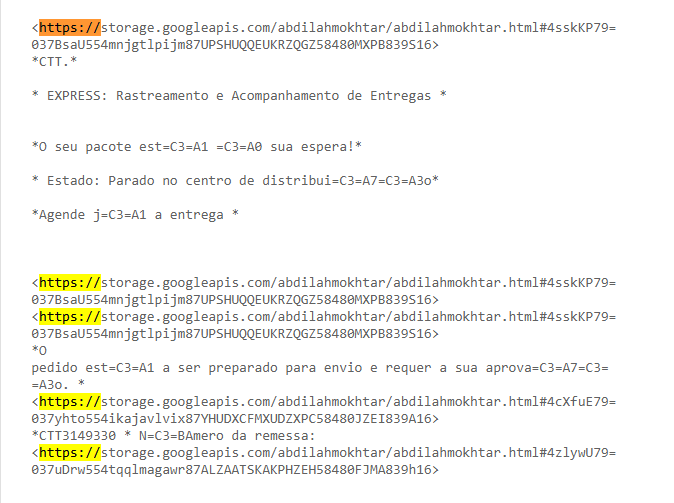 <https://storage.googleapis.com/abdilahmokhtar/abdilahmokhtar.html#4sskKP79=
037BsaU554mnjgtlpijm87UPSHUQQEUKRZQGZ58480MXPB839S16>
*CTT.*
* EXPRESS: Rastreamento e Acompanhamento de Entregas *
*O seu pacote est=C3=A1 =C3=A0 sua espera!*
* Estado: Parado no centro de distribui=C3=A7=C3=A3o*
*Agende j=C3=A1 a entrega *
<https://storage.googleapis.com/abdilahmokhtar/abdilahmokhtar.html#4sskKP79=
037BsaU554mnjgtlpijm87UPSHUQQEUKRZQGZ58480MXPB839S16>
<https://storage.googleapis.com/abdilahmokhtar/abdilahmokhtar.html#4sskKP79=
037BsaU554mnjgtlpijm87UPSHUQQEUKRZQGZ58480MXPB839S16>
*O
pedido est=C3=A1 a ser preparado para envio e requer a sua aprova=C3=A7=C3=
=A3o. *
<https://storage.googleapis.com/abdilahmokhtar/abdilahmokhtar.html#4cXfuE79=
037yhto554ikajavlvix87YHUDXCFMXUDZXPC58480JZEI839A16>
*CTT3149330 * N=C3=BAmero da remessa:
<https://storage.googleapis.com/abdilahmokhtar/abdilahmokhtar.html#4zlywU79=
037uDrw554tqqlmagawr87ALZAATSKAKPHZEH58480FJMA839h16>